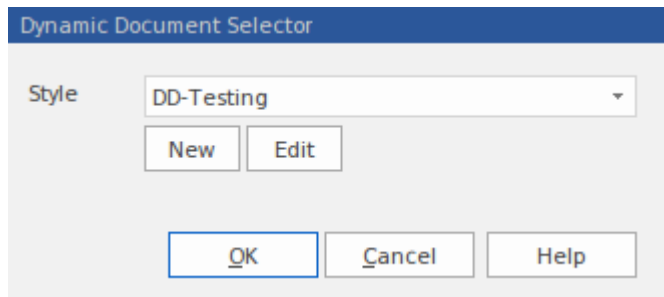 Dynamic Document Selector
Style DD-Testing
New Edit
OK Cancel Help